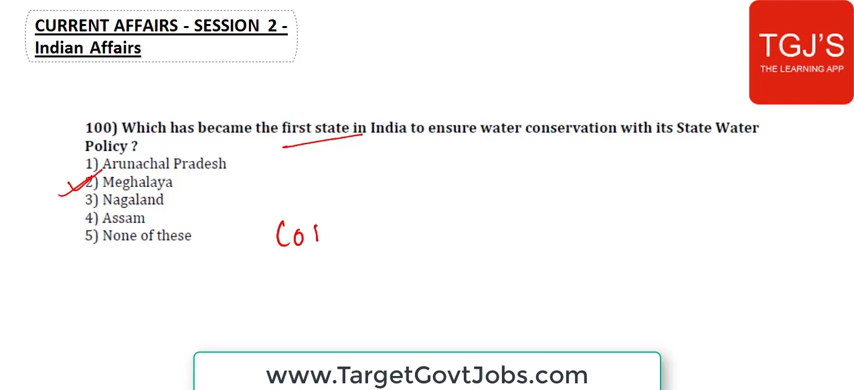 CURRENT AFFAIRS - SESSION 2 -
Indian Affairs
TGJ'S
THE LEARNING APP
100) Which has became the first state in India to ensure water conservation with its State Water
Policy ?
1) Arunachal Pradesh
2) Meghalaya
3) Nagaland
4) Assam
5) None of these
www.TargetGovtJobs.com